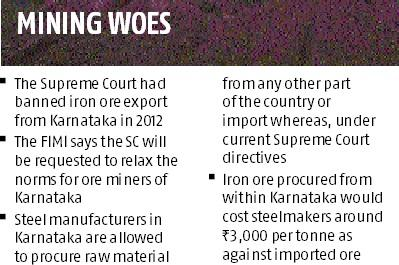 MINING WOES
The Supreme Court had
banned iron ore export
from Karnataka in 2012
The FIMI says the SC will
be requested to relax the
norms for ore miners of
Karnataka
Steel manufacturers in
Karnataka are allowed
to procure raw material
from any other part
of the country or
import whereas, under
current Supreme Court
directives
Iron ore procured from
within Karnataka would
cost steelmakers around
₹3,000 per tonne as
against imported ore